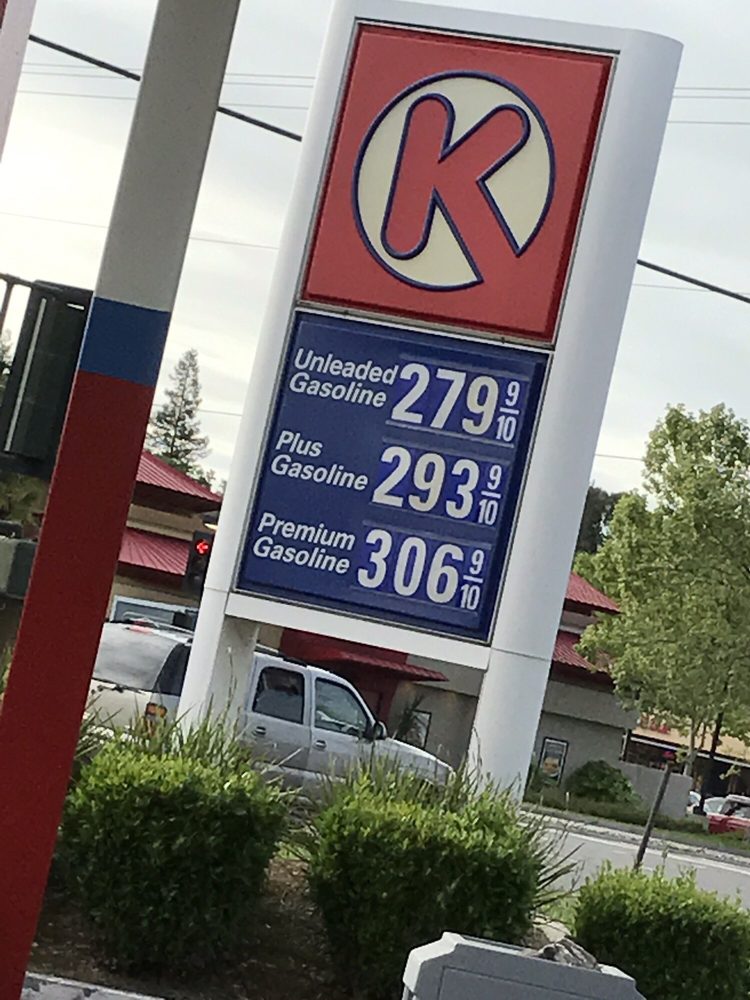 K
Unleaded
Gasoline 279 9/10
Plus
Gasoline 293 9/10
Premium
Gasoline 306 9/10